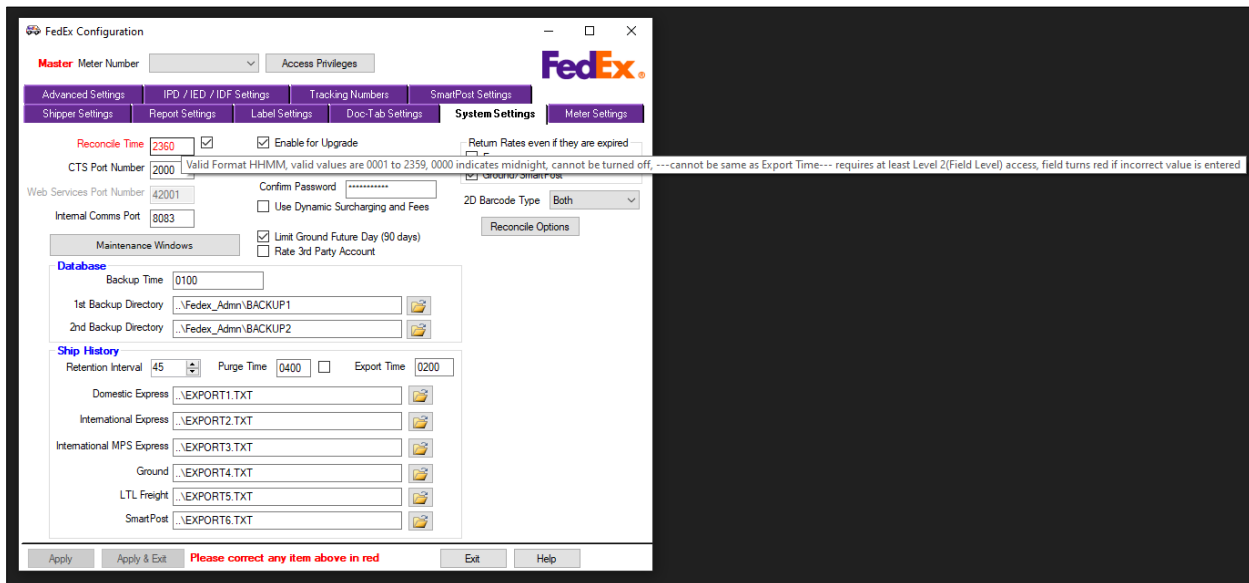 FedEx Configuration
Master Meter Number
Access Privileges
FedEx.
Advanced Settings
IPD / IED / IDF Settings
Tracking Numbers
SmartPost Settings
Shipper Settings
Report Settings
Label Settings
Doc-Tab Settings
System Settings
Meter Settings
Reconcile Time 2360
Enable for Upgrade
Return Rates even if they are expired
CTS Port Number 2000
Valid Format HHMM, valid values are 0001 to 2359, 0000 indicates midnight, cannot be turned off, ---cannot be same as Export Time--- requires at least Level 2(Field Level) access, field turns red if incorrect value is entered
Ground/SmartPost
Web Services Port Number 42001
Confirm Password ***********
2D Barcode Type Both
Use Dynamic Surcharging and Fees
Internal Comms Port 8083
Reconcile Options
Maintenance Windows
Limit Ground Future Day (90 days)
Rate 3rd Party Account
Database
Backup Time 0100
1st Backup Directory ..\Fedex_Admn\BACKUP1
2nd Backup Directory ..\Fedex_Admn\BACKUP2
Ship History
Retention Interval 45 Purge Time 0400 Export Time 0200
Domestic Express ..\EXPORT1.TXT
International Express ..\EXPORT2.TXT
International MPS Express ..\EXPORT3.TXT
Ground ..\EXPORT4.TXT
LTL Freight ..\EXPORT5.TXT
SmartPost ..\EXPORT6.TXT
Apply
Apply & Exit
Please correct any item above in red
Exit
Help